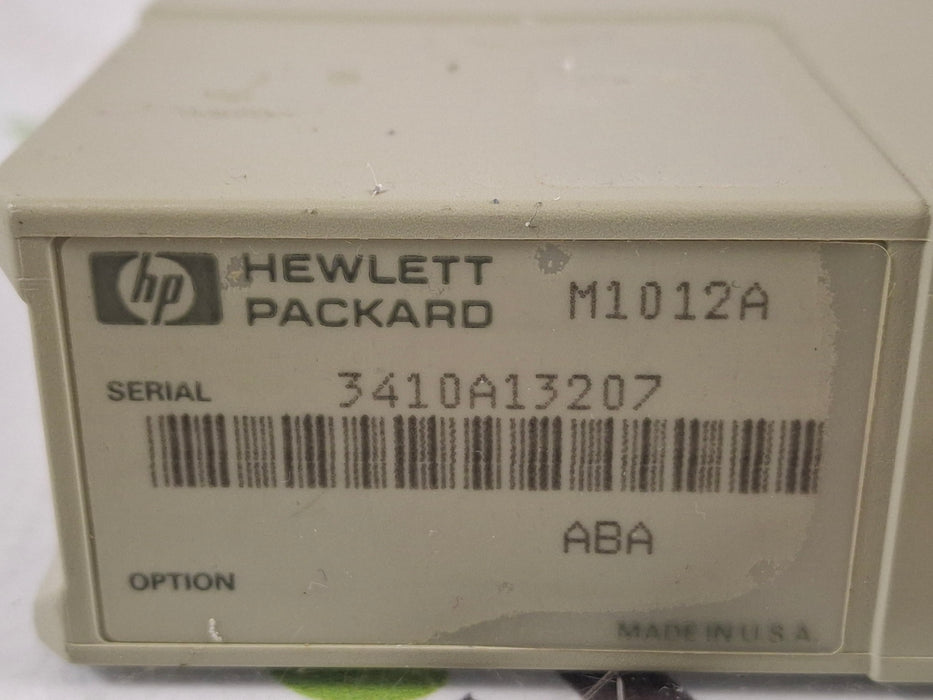 hp HEWLETT
PACKARD M1012A
SERIAL 3410A13207
ABA
OPTION
MADE IN U.S.A.